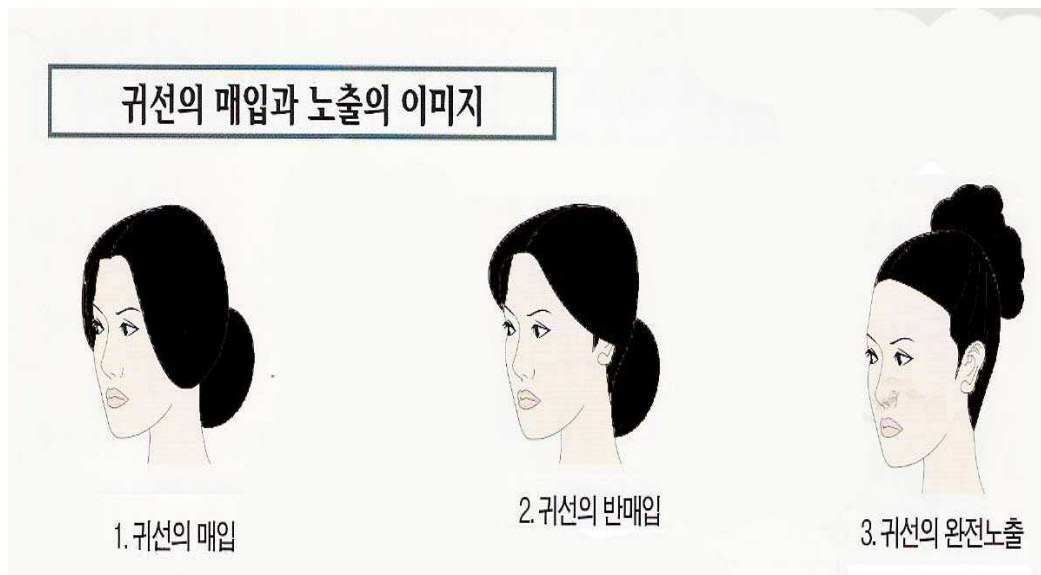 귀선의 매입과 노출의 이미지
1. 귀선의 매입
2. 귀선의 반매입
3. 귀선의 완전노출